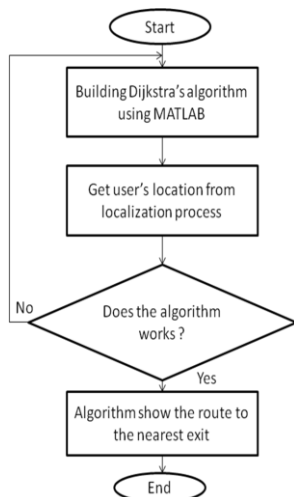 Start
Building Dijkstra's algorithm
using MATLAB
Get user's location from
localization process
No
Does the algorithm
works ?
Yes
Algorithm show the route to
the nearest exit
End